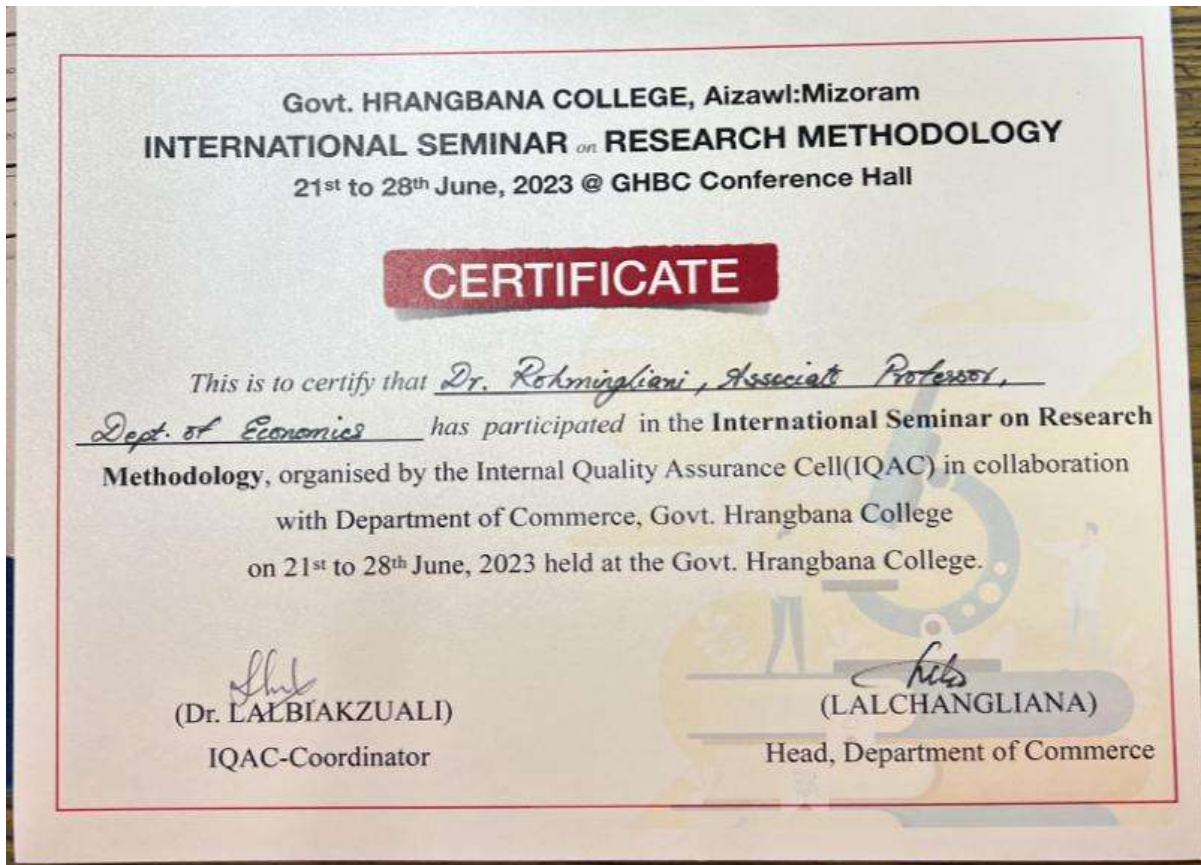 Govt. HRANGBANA COLLEGE, Aizawl:Mizoram
INTERNATIONAL SEMINAR on RESEARCH METHODOLOGY
21st to 28th June, 2023 @ GHBC Conference Hall
CERTIFICATE
This is to certify that Dr. Rohmingliani, Associate Professor,
Dept. of Economics has participated in the International Seminar on Research
Methodology, organised by the Internal Quality Assurance Cell(IQAC) in collaboration
with Department of Commerce, Govt. Hrangbana College
on 21st to 28th June, 2023 held at the Govt. Hrangbana College.
(Dr. LALBIAKZUALI)
IQAC-Coordinator
(LALCHANGLIANA)
Head, Department of Commerce